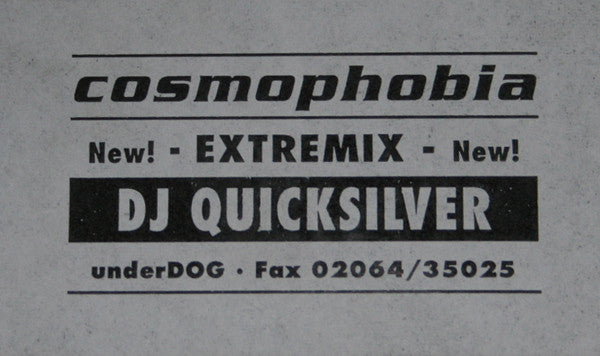 cosmophobia
New! - EXTREMIX - New!
DJ QUICKSILVER
underDOG · Fax 02064/35025